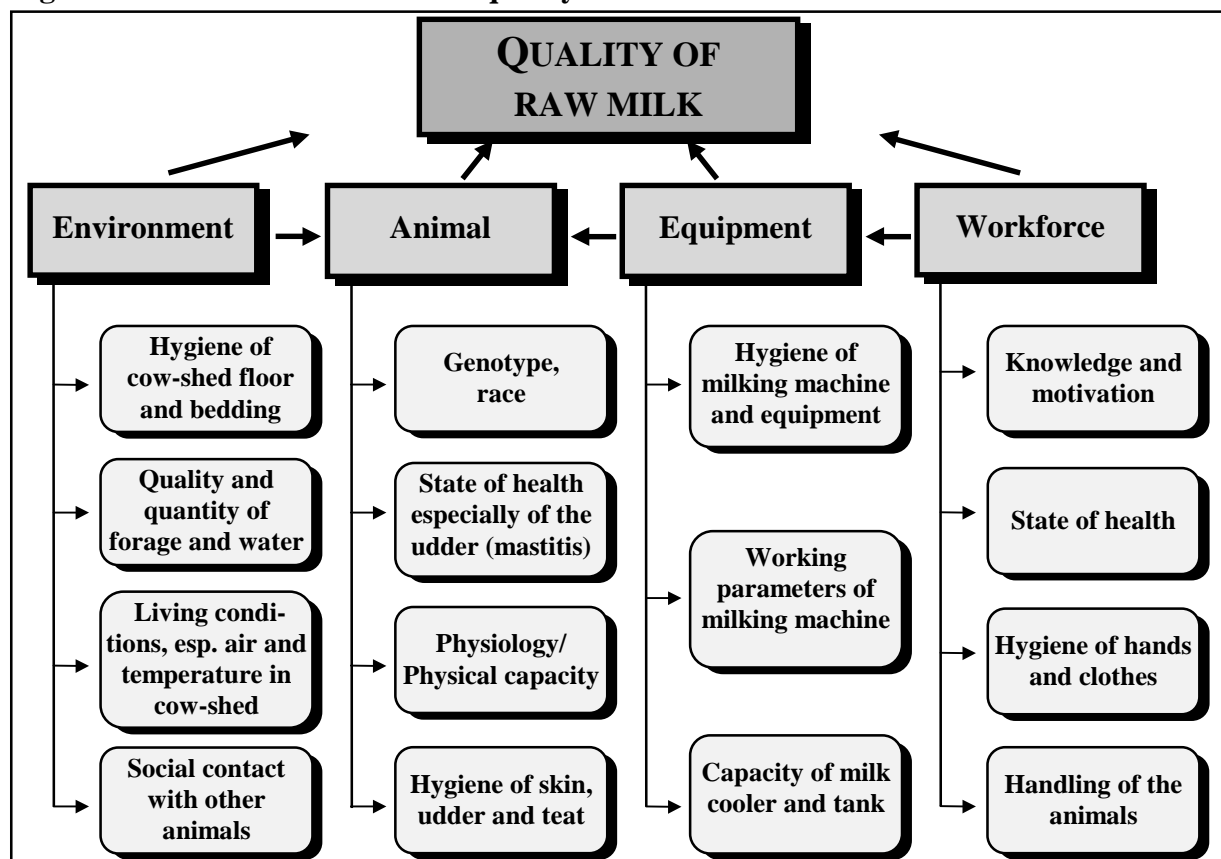 QUALITY OF
RAW MILK
Environment
Animal
Equipment
Workforce
Hygiene of
cow-shed floor
and bedding
Quality and
quantity of
forage and water
Living condi-
tions, esp. air and
temperature in
cow-shed
Social contact
with other
animals
Genotype,
race
State of health
especially of the
udder (mastitis)
Physiology/
Physical capacity
Hygiene of skin,
udder and teat
Hygiene of
milking machine
and equipment
Working
parameters of
milking machine
Capacity of milk
cooler and tank
Knowledge and
motivation
State of health
Hygiene of hands
and clothes
Handling of the
animals